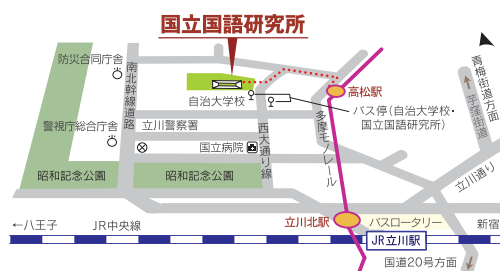 国立国語研究所
防災合同庁舎
南北幹線道路
自治大学校
高松駅
青梅街道方面
芋窪街道
バス停(自治大学校・
国立国語研究所)
警視庁総合庁舎
立川警察署
国立病院
西大通り線
多摩モノレール
立川通り
昭和記念公園
昭和記念公園
立川北駅
バスロータリー
←八王子
JR中央線
新宿
JR立川駅
国道20号方面